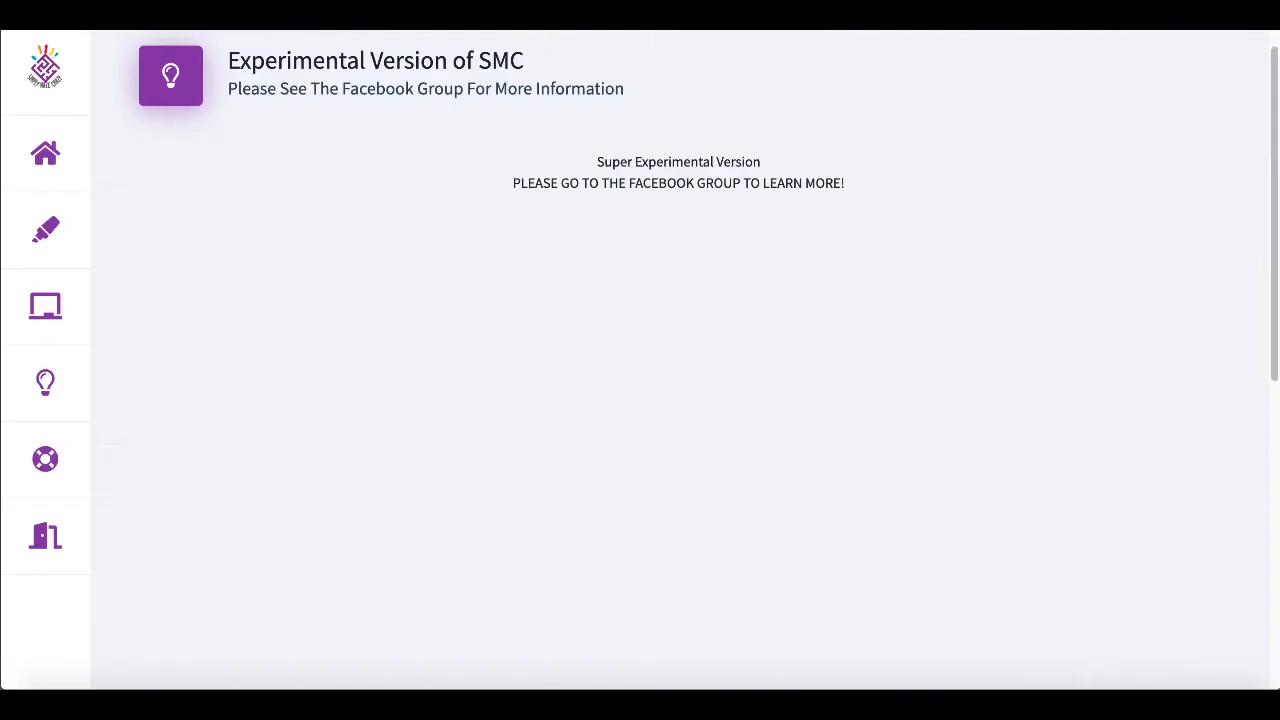 Experimental Version of SMC
Please See The Facebook Group For More Information
Super Experimental Version
PLEASE GO TO THE FACEBOOK GROUP TO LEARN MORE!